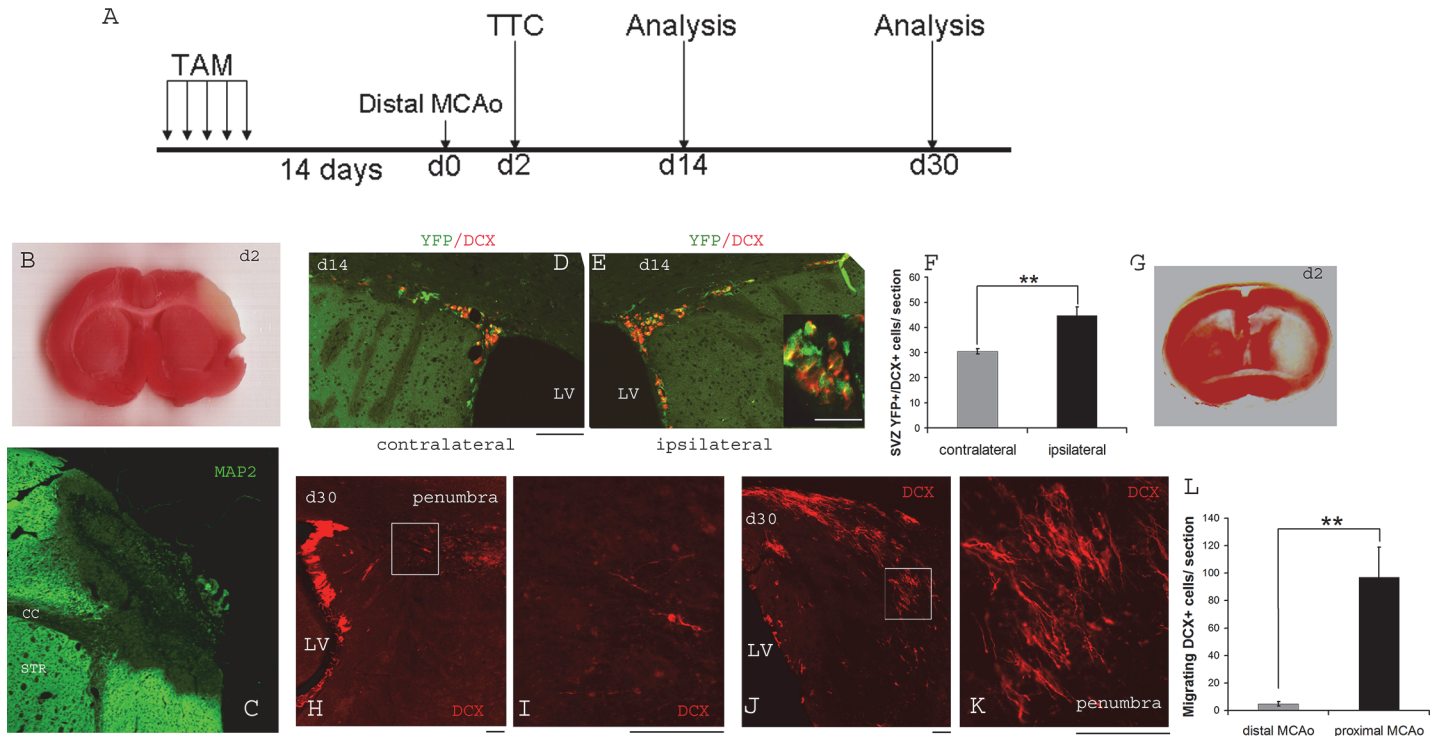 A
TAM
Distal MCAo
TTC
Analysis
Analysis
14 days
d0
d2
d14
d30
B
d2
YFP/DCX
d14
D
YFP/DCX
E
d14
LV
LV
contralateral
ipsilateral
F
**
SVZ YFP+/DCX+ cells/ section
60
50
40
30
20
10
0
contralateral
ipsilateral
G
d2
MAP2
CC
STR
C
d30
penumbra
LV
H
DCX
I
DCX
DCX
d30
LV
J
DCX
K
penumbra
L
**
Migrating DCX+ cells/ section
140
120
100
80
60
40
20
0
distal MCAo
proximal MCAo